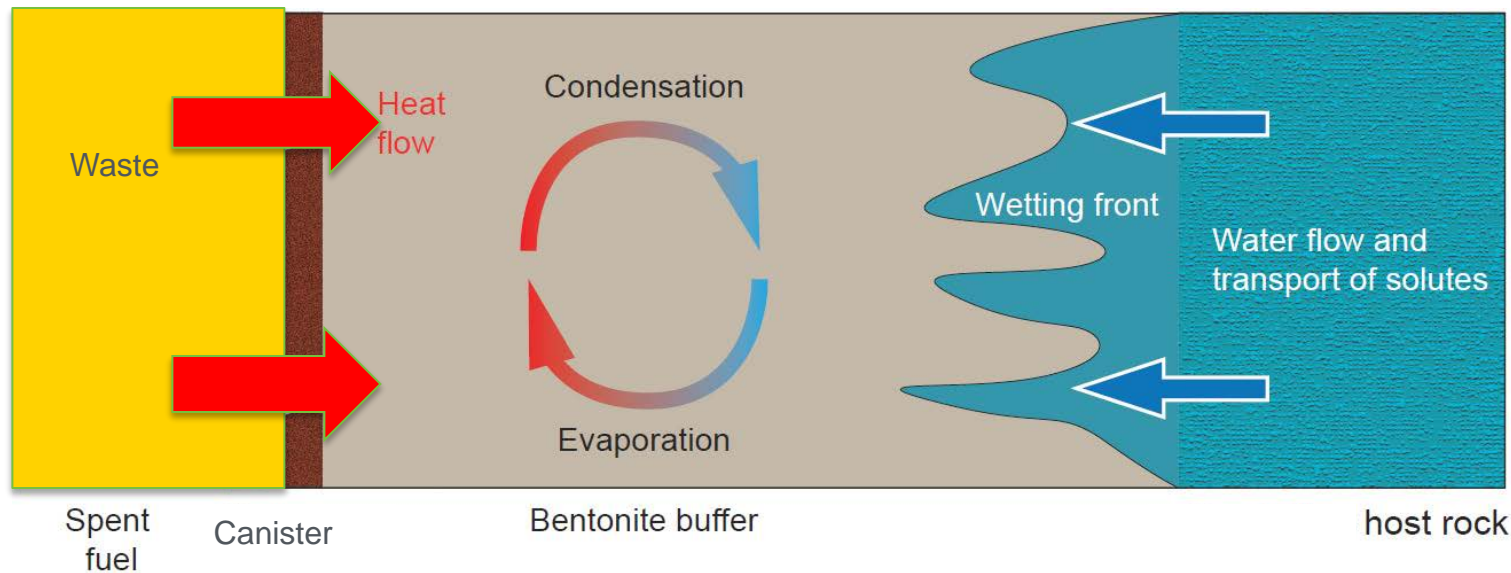 Waste
Heat
flow
Condensation
Evaporation
Wetting front
Water flow and
transport of solutes
Spent
fuel
Canister
Bentonite buffer
host rock